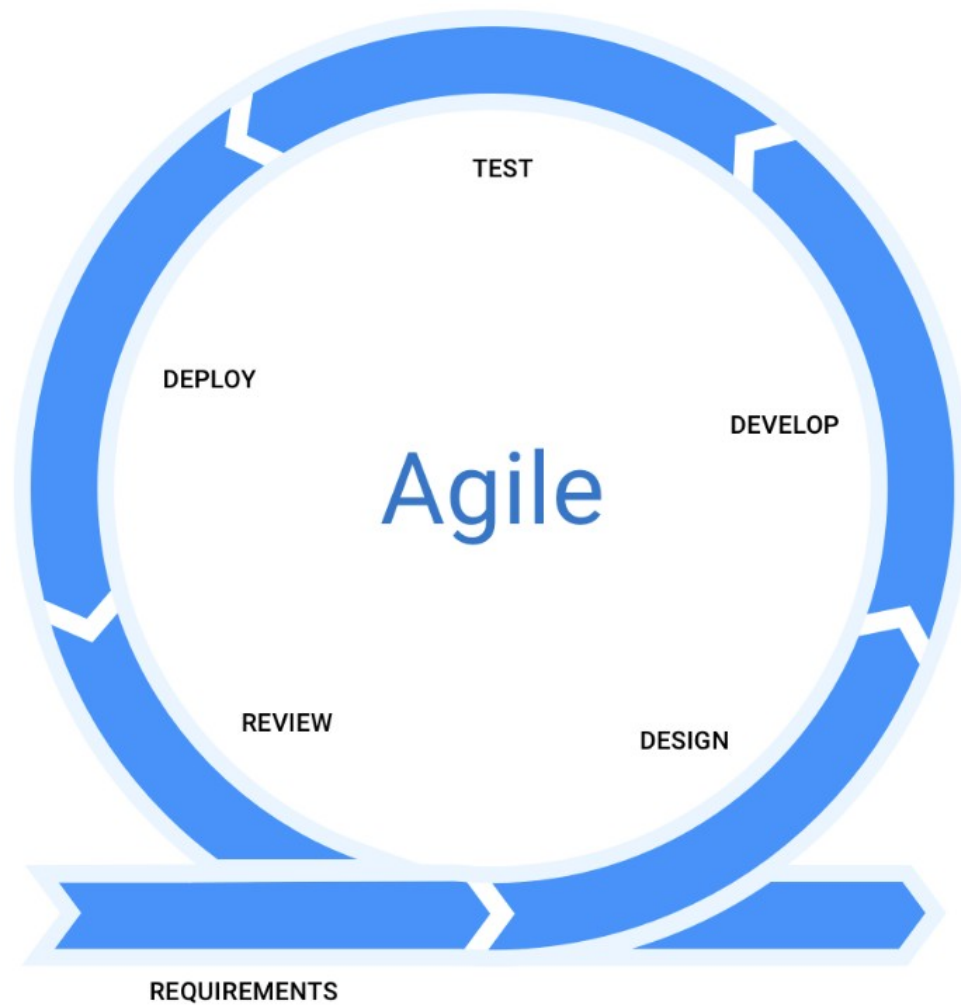 TEST
DEPLOY
DEVELOP
Agile
REVIEW
DESIGN
REQUIREMENTS